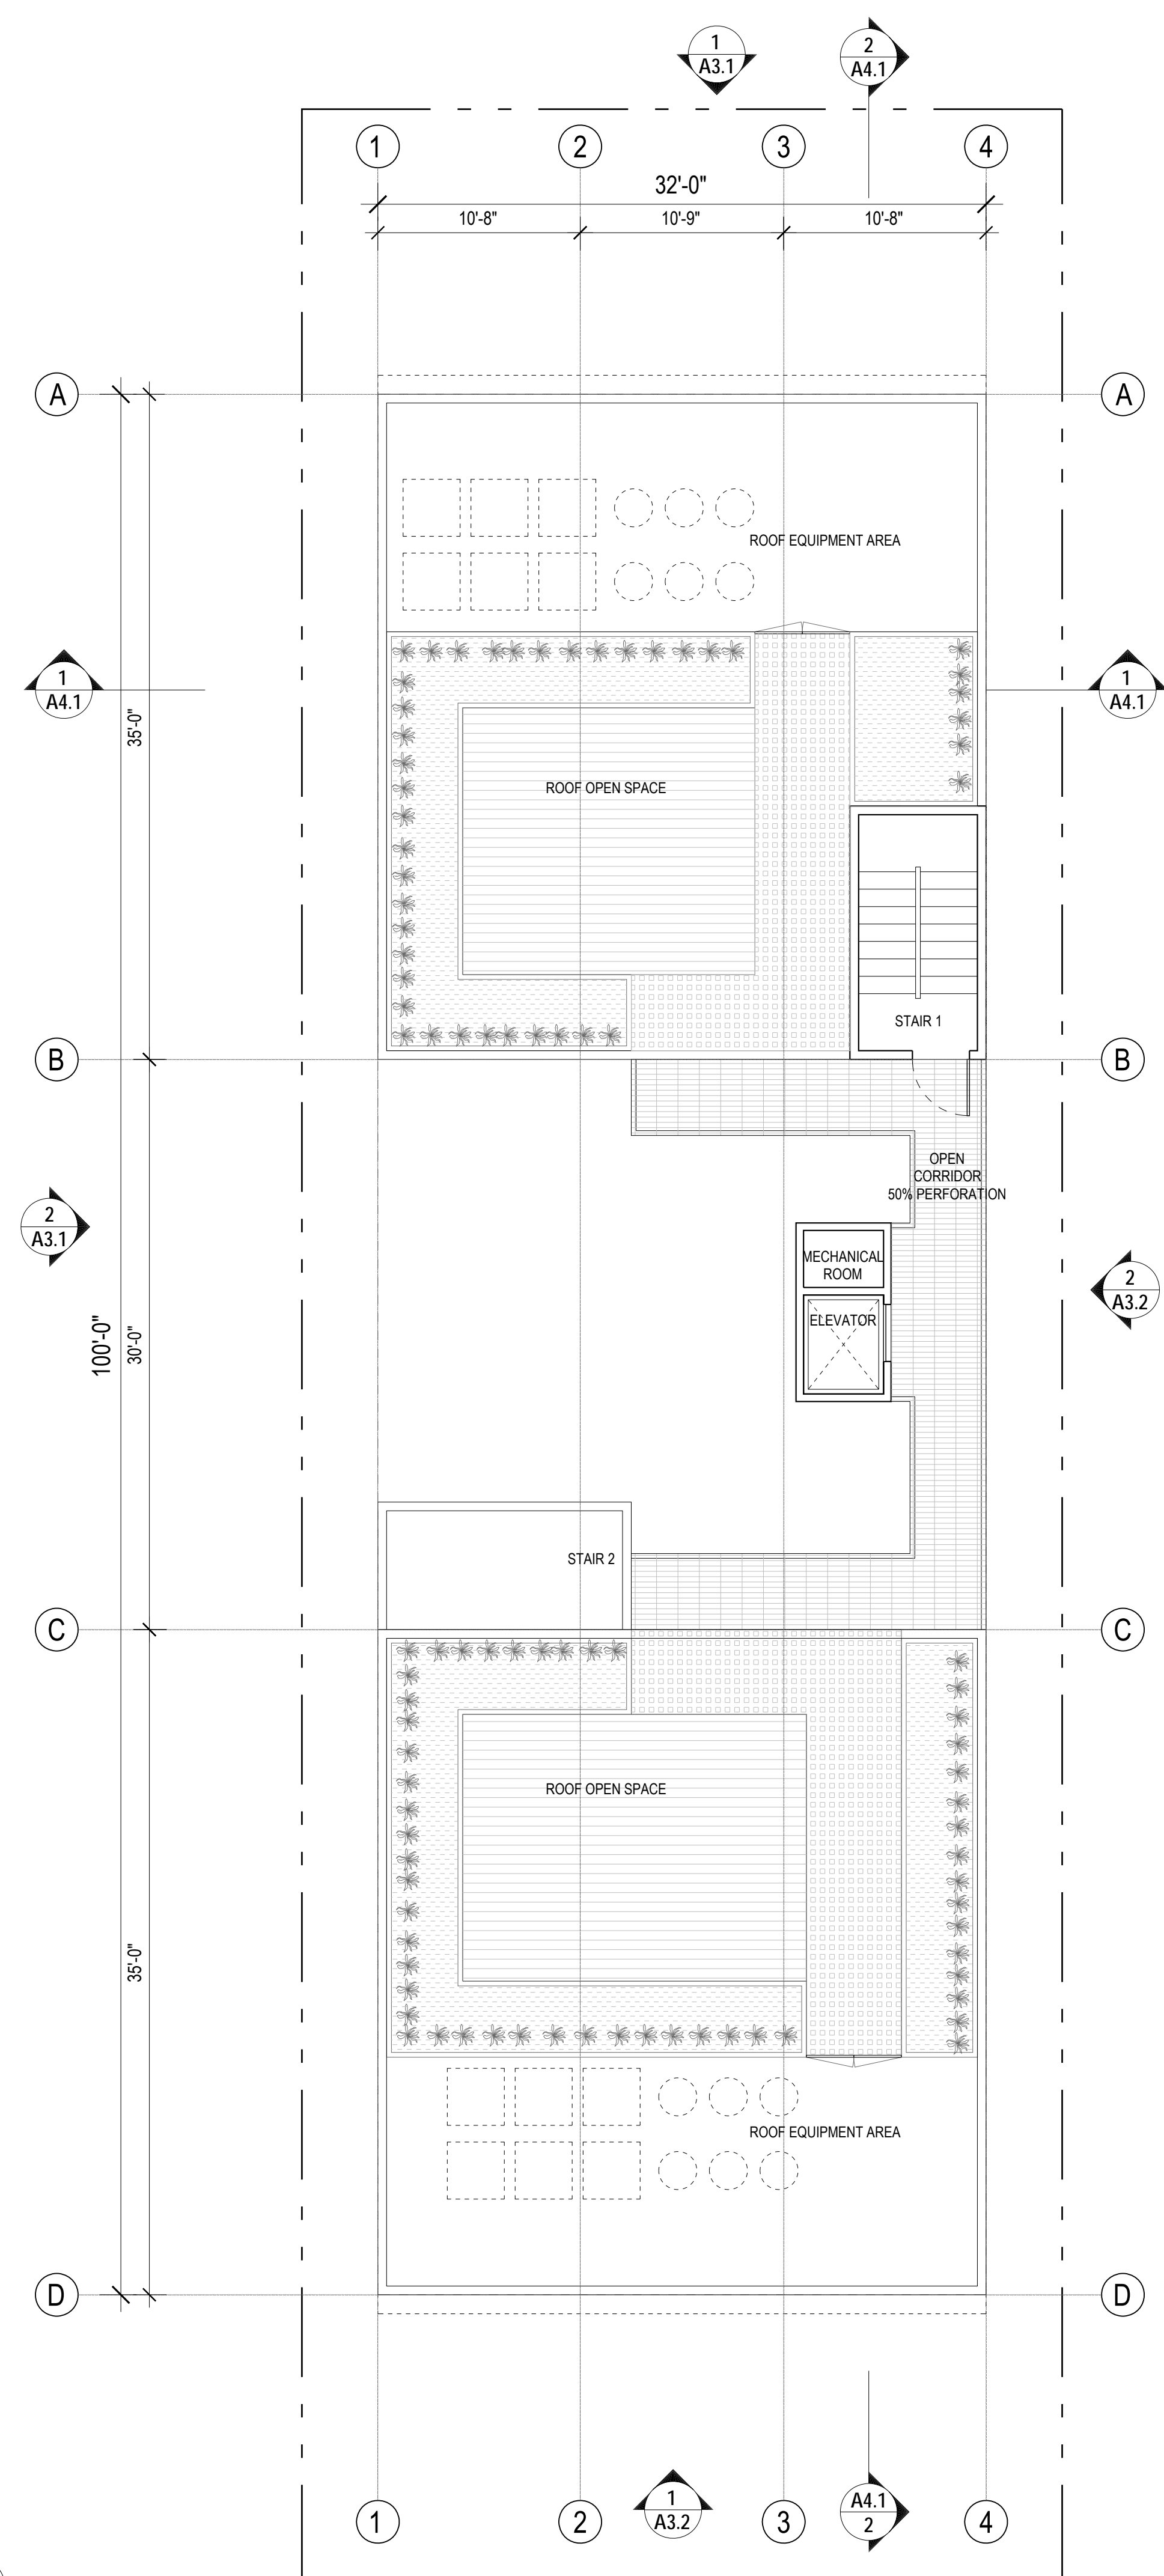 1
A3.1
2
A4.1
1
2
3
4
32'-0"
10'-8"
10'-9"
10'-8"
A
A
ROOF EQUIPMENT AREA
1
A4.1
1
A4.1
35'-0"
ROOF OPEN SPACE
STAIR 1
B
B
OPEN
CORRIDOR
50% PERFORATION
2
A3.1
MECHANICAL
ROOM
2
A3.2
ELEVATOR
100'-0"
30'-0"
STAIR 2
C
C
ROOF OPEN SPACE
35'-0"
ROOF EQUIPMENT AREA
D
D
1
2
1
A3.2
3
A4.1
2
4